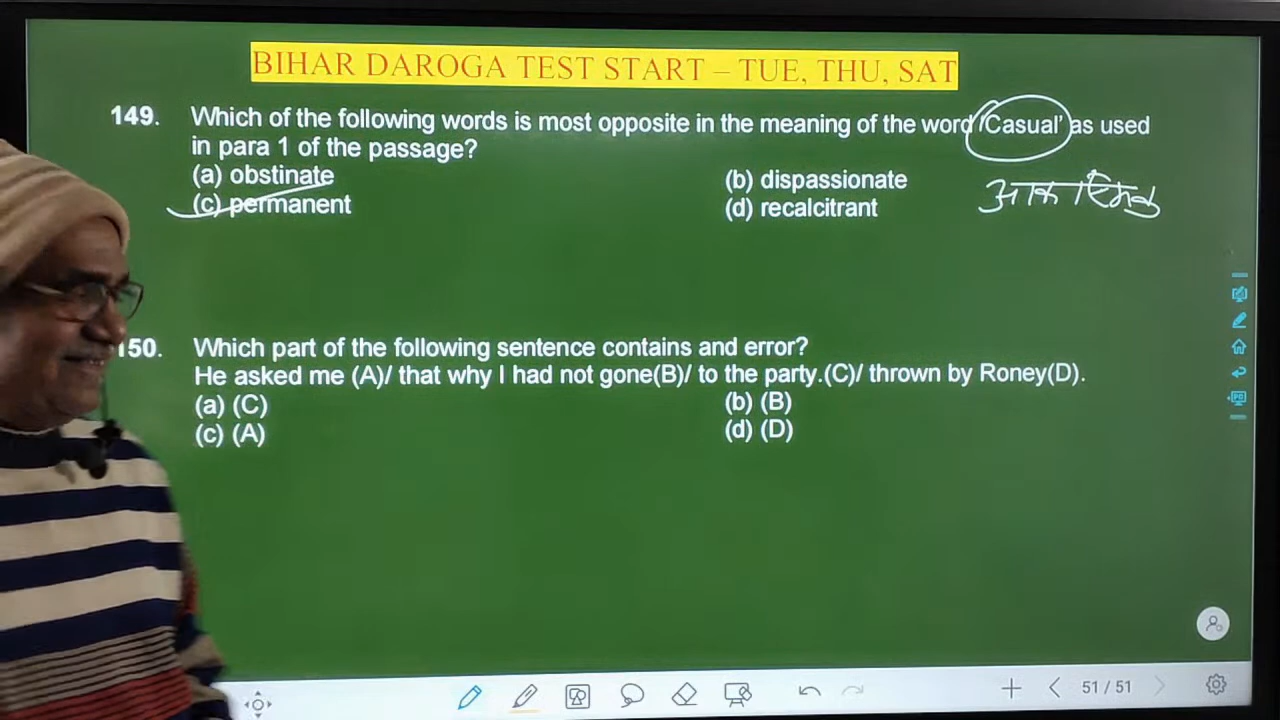 BIHAR DAROGA TEST START – TUE, THU, SAT
149. Which of the following words is most opposite in the meaning of the word 'Casual' as used
in para 1 of the passage?
(a) obstinate (b) dispassionate
(c) permanent (d) recalcitrant
150. Which part of the following sentence contains and error?
He asked me (A)/ that why I had not gone(B)/ to the party.(C)/ thrown by Roney(D).
(a) (C) (b) (B)
(c) (A) (d) (D)
51 / 51